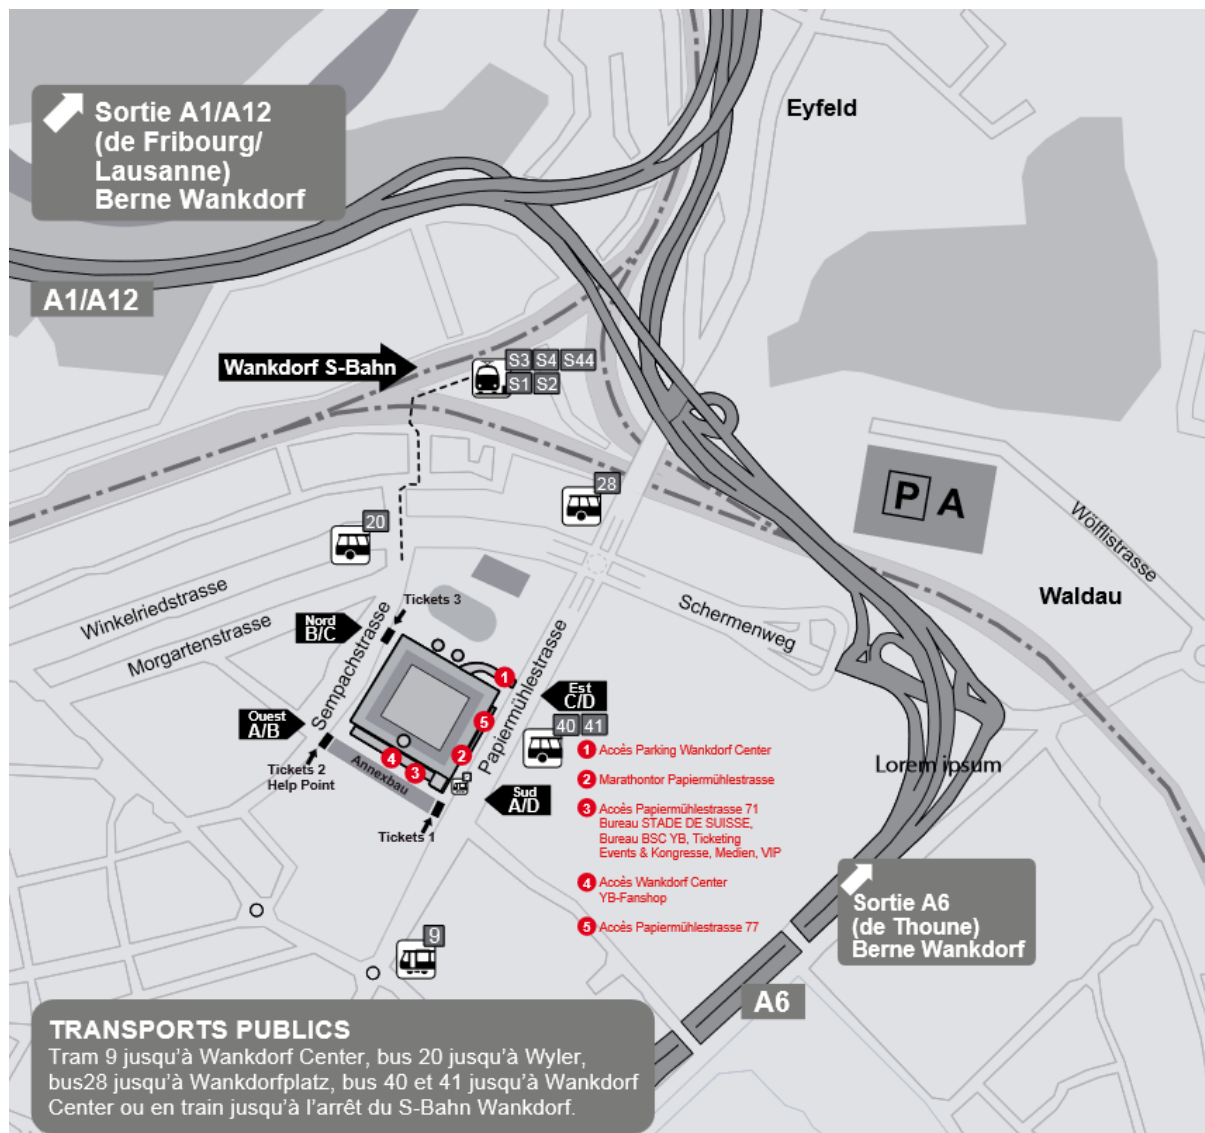 Eyfeld
Sortie A1/A12
(de Fribourg/
Lausanne)
Berne Wankdorf
A1/A12
Wankdorf S-Bahn
S3 S4 S44
S1 S2
28
20
P A
Wölflistrasse
Waldau
Winkelriedstrasse
Morgartenstrasse
Sempachstrasse
Tickets 3
Nord
B/C
Schermenweg
Papiermühlestrasse
1
Est
C/D
Ouest
A/B
5
40 41
2
4
3
Annexbau
Tickets 2
Help Point
Sud
A/D
Tickets 1
1 Accès Parking Wankdorf Center
2 Marathontor Papiermühlestrasse
3 Accès Papiermühlestrasse 71
Bureau STADE DE SUISSE,
Bureau BSC YB, Ticketing
Events & Kongresse, Medien, VIP
4 Accès Wankdorf Center
YB-Fanshop
5 Accès Papiermühlestrasse 77
Lorem ipsum
Sortie A6
(de Thoune)
Berne Wankdorf
9
A6
TRANSPORTS PUBLICS
Tram 9 jusqu’à Wankdorf Center, bus 20 jusqu’à Wyler,
bus28 jusqu’à Wankdorfplatz, bus 40 et 41 jusqu’à Wankdorf
Center ou en train jusqu’à l’arrêt du S-Bahn Wankdorf.